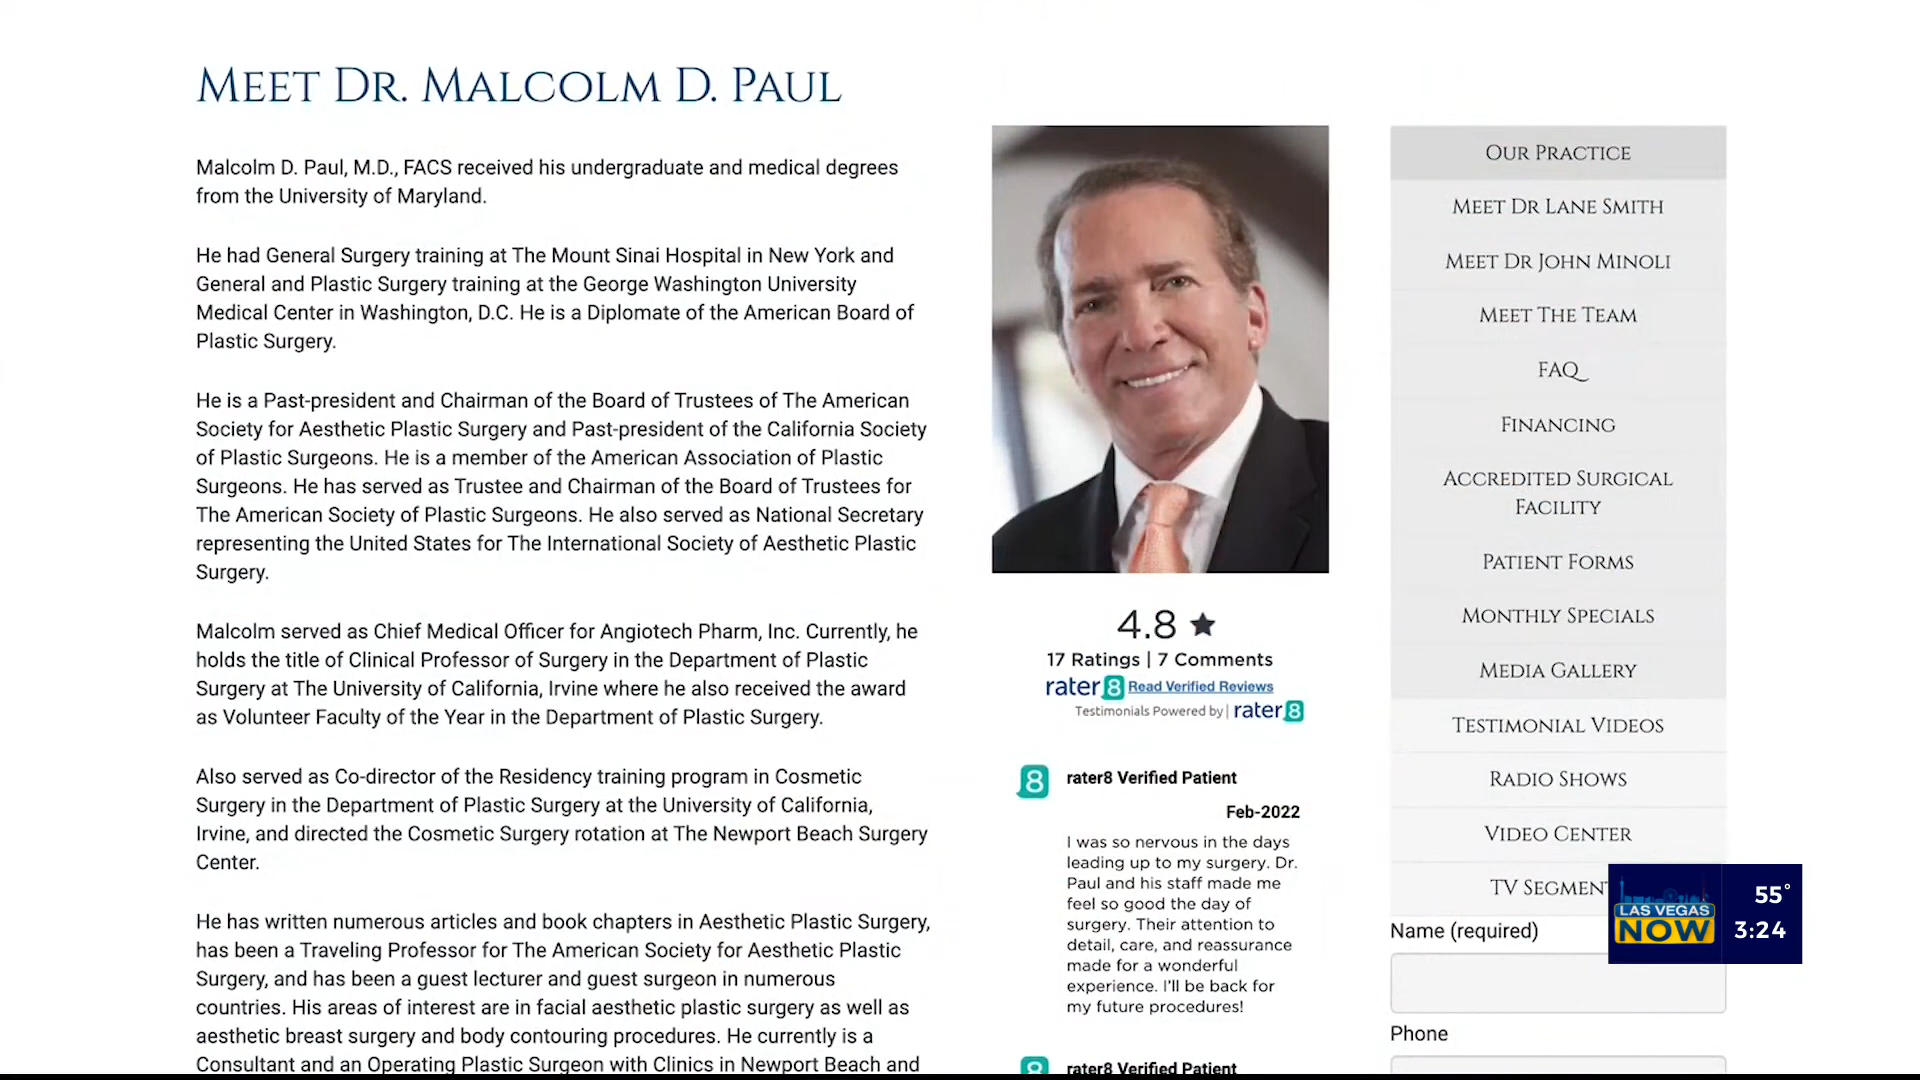 MEET DR. MALCOLM D. PAUL
Malcolm D. Paul, M.D., FACS received his undergraduate and medical degrees
from the University of Maryland.
He had General Surgery training at The Mount Sinai Hospital in New York and
General and Plastic Surgery training at the George Washington University
Medical Center in Washington, D.C. He is a Diplomate of the American Board of
Plastic Surgery.
He is a Past-president and Chairman of the Board of Trustees of The American
Society for Aesthetic Plastic Surgery and Past-president of the California Society
of Plastic Surgeons. He is a member of the American Association of Plastic
Surgeons. He has served as Trustee and Chairman of the Board of Trustees for
The American Society of Plastic Surgeons. He also served as National Secretary
representing the United States for The International Society of Aesthetic Plastic
Surgery.
Malcolm served as Chief Medical Officer for Angiotech Pharm, Inc. Currently, he
holds the title of Clinical Professor of Surgery in the Department of Plastic
Surgery at The University of California, Irvine where he also received the award
as Volunteer Faculty of the Year in the Department of Plastic Surgery.
Also served as Co-director of the Residency training program in Cosmetic
Surgery in the Department of Plastic Surgery at the University of California,
Irvine, and directed the Cosmetic Surgery rotation at The Newport Beach Surgery
Center.
He has written numerous articles and book chapters in Aesthetic Plastic Surgery,
has been a Traveling Professor for The American Society for Aesthetic Plastic
Surgery, and has been a guest lecturer and guest surgeon in numerous
countries. His areas of interest are in facial aesthetic plastic surgery as well as
aesthetic breast surgery and body contouring procedures. He currently is a
Consultant and an Operating Plastic Surgeon with Clinics in Newport Beach and
4.8 ★
17 Ratings | 7 Comments
rater8 Read Verified Reviews
Testimonials Powered by | rater8
8 rater8 Verified Patient
Feb-2022
I was so nervous in the days
leading up to my surgery. Dr.
Paul and his staff made me
feel so good the day of
surgery. Their attention to
detail, care, and reassurance
made for a wonderful
experience. I'll be back for
my future procedures!
8 rater8 Verified Patient
OUR PRACTICE
MEET DR LANE SMITH
MEET DR JOHN MINOLI
MEET THE TEAM
FAQ
FINANCING
ACCREDITED SURGICAL
FACILITY
PATIENT FORMS
MONTHLY SPECIALS
MEDIA GALLERY
TESTIMONIAL VIDEOS
RADIO SHOWS
VIDEO CENTER
TV SEGMENT
Name (required)
Phone
LAS VEGAS
NOW
55°
3:24